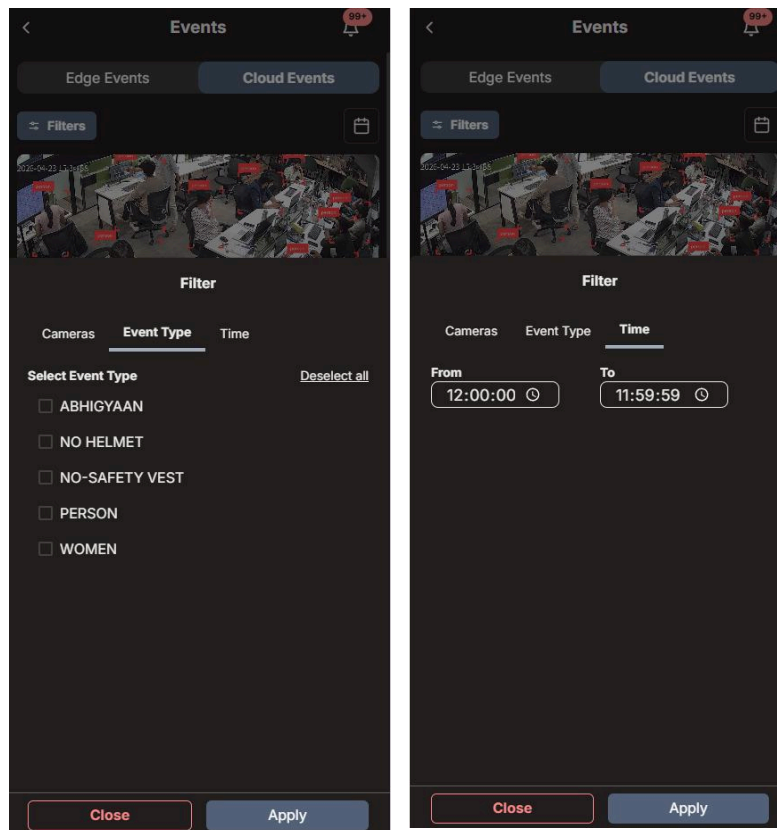 Events
99+
Edge Events
Cloud Events
Filters
Filter
Cameras
Event Type
Time
Select Event Type
Deselect all
ABHIGYAAN
NO HELMET
NO-SAFETY VEST
PERSON
WOMEN
Close
Apply
Events
99+
Edge Events
Cloud Events
Filters
Filter
Cameras
Event Type
Time
From
To
12:00:00
11:59:59
Close
Apply